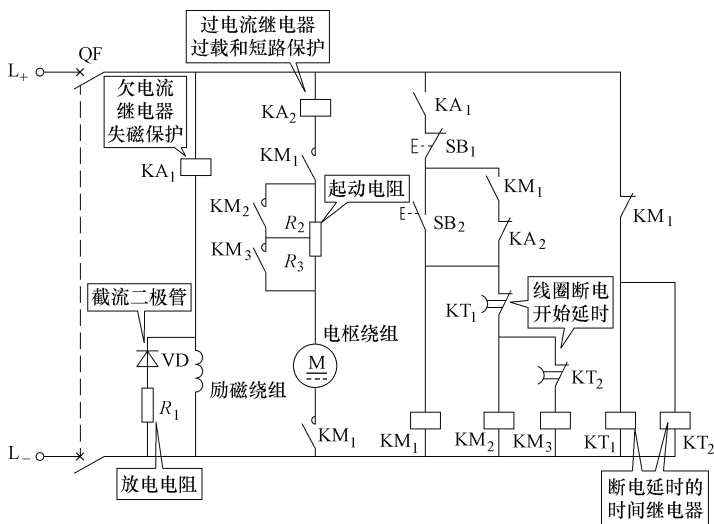 过电流继电器
过载和短路保护
L+
QF
欠电流
继电器
失磁保护
KA2
KA1
SB1
KA1
KM1
起动电阻
KM2
R2
KM3
R3
SB2
KM1
KA2
KM1
截流二极管
线圈断电
开始延时
KT1
电枢绕组
VD
M
励磁绕组
KT2
R1
L−
KM1
KM1
KM2
KM3
KT1
KT2
放电电阻
断电延时的
时间继电器